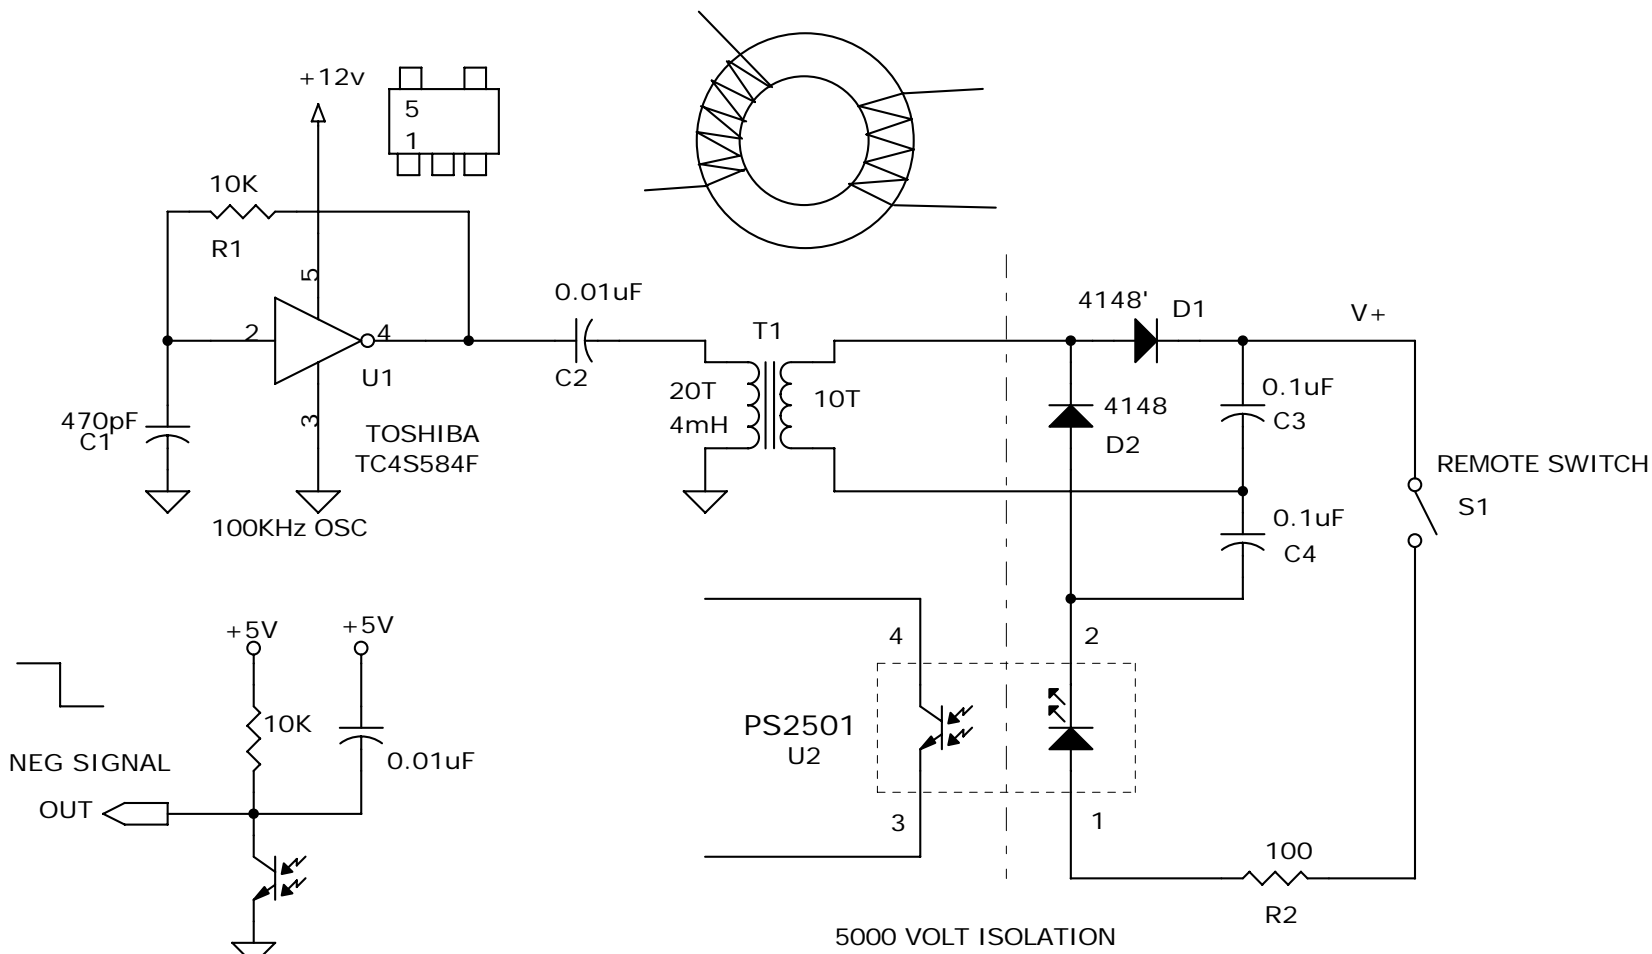 +12v
5
1
10K
R1
5
2
4
U1
3
470pF
C1
TOSHIBA
TC4S584F
100KHz OSC
0.01uF
C2
T1
20T
4mH
10T
4148'
D1
V+
4148
D2
0.1uF
C3
0.1uF
C4
REMOTE SWITCH
S1
+5V
+5V
10K
0.01uF
NEG SIGNAL
OUT
4
2
PS2501
U2
3
1
100
R2
5000 VOLT ISOLATION